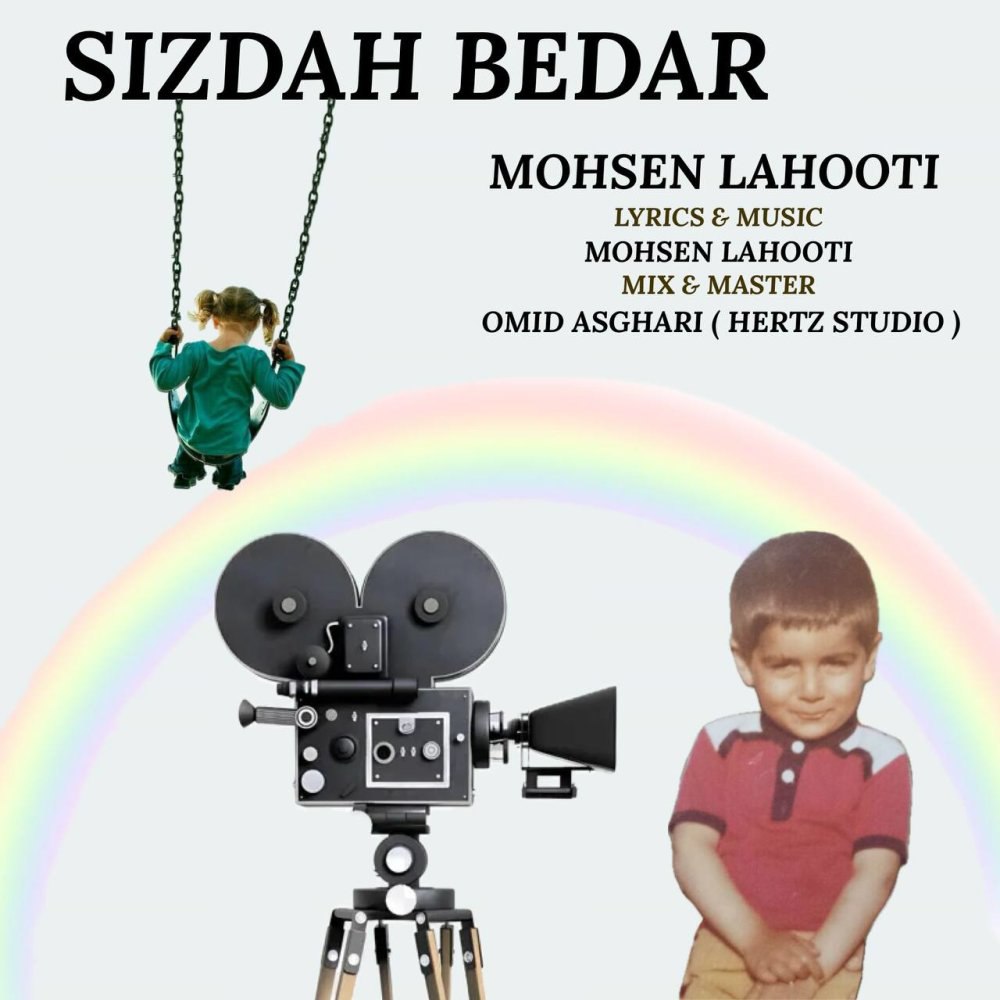 SIZDAH BEDAR
MOHSEN LAHOOTI
LYRICS & MUSIC
MOHSEN LAHOOTI
MIX & MASTER
OMID ASGHARI ( HERTZ STUDIO )